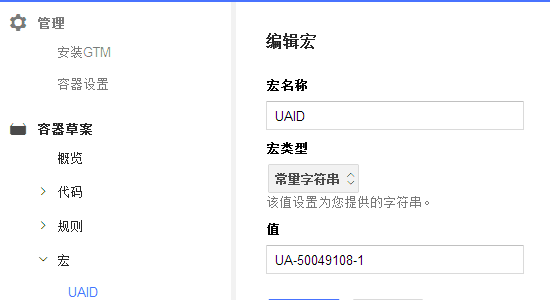 管理
安装GTM
容器设置
容器草案
概览
代码
规则
宏
UAID
编辑宏
宏名称
UAID
宏类型
常量字符串
该值设置为您提供的字符串。
值
UA-50049108-1